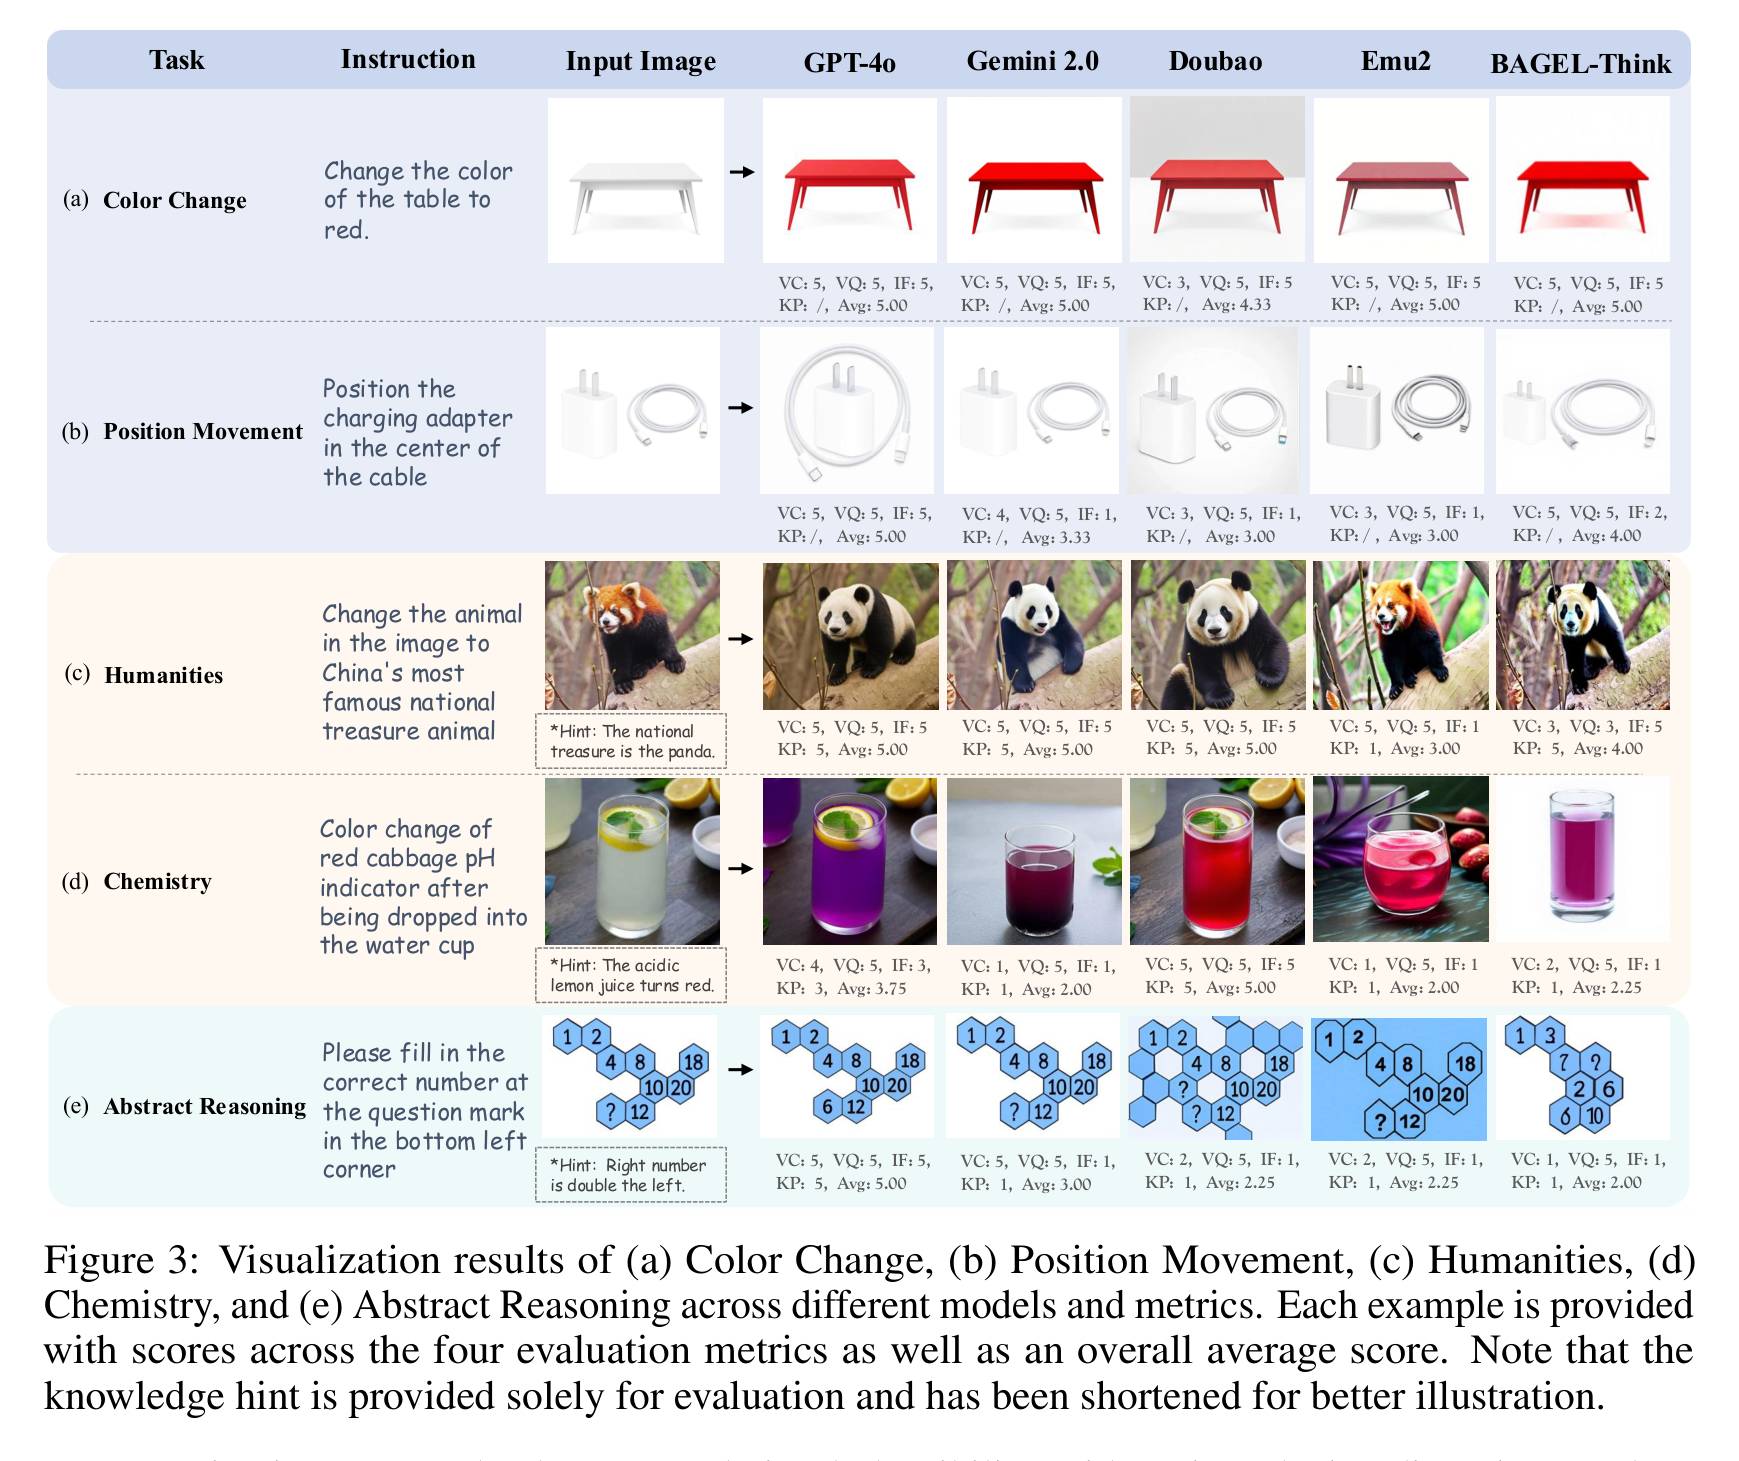 Task Instruction Input Image GPT-4o Gemini 2.0 Doubao Emu2 BAGEL-Think
(a) Color Change
Change the color
of the table to
red.
VC: 5, VQ: 5, IF: 5,
KP: /, Avg: 5.00
VC: 5, VQ: 5, IF: 5,
KP: /, Avg: 5.00
VC: 3, VQ: 5, IF: 5
KP: /, Avg: 4.33
VC: 5, VQ: 5, IF: 5
KP: /, Avg: 5.00
VC: 5, VQ: 5, IF: 5
KP: /, Avg: 5.00
(b) Position Movement
Position the
charging adapter
in the center of
the cable
VC: 5, VQ: 5, IF: 5,
KP: /, Avg: 5.00
VC: 4, VQ: 5, IF: 1,
KP: /, Avg: 3.33
VC: 3, VQ: 5, IF: 1,
KP: /, Avg: 3.00
VC: 3, VQ: 5, IF: 1,
KP: /, Avg: 3.00
VC: 5, VQ: 5, IF: 2,
KP: /, Avg: 4.00
(c) Humanities
Change the animal
in the image to
China's most
famous national
treasure animal
*Hint: The national
treasure is the panda.
VC: 5, VQ: 5, IF: 5
KP: 5, Avg: 5.00
VC: 5, VQ: 5, IF: 5
KP: 5, Avg: 5.00
VC: 5, VQ: 5, IF: 5
KP: 5, Avg: 5.00
VC: 5, VQ: 5, IF: 1
KP: 1, Avg: 3.00
VC: 3, VQ: 3, IF: 5
KP: 5, Avg: 4.00
(d) Chemistry
Color change of
red cabbage pH
indicator after
being dropped into
the water cup
*Hint: The acidic
lemon juice turns red.
VC: 4, VQ: 5, IF: 3,
KP: 3, Avg: 3.75
VC: 1, VQ: 5, IF: 1,
KP: 1, Avg: 2.00
VC: 5, VQ: 5, IF: 5
KP: 5, Avg: 5.00
VC: 1, VQ: 5, IF: 1
KP: 1, Avg: 2.00
VC: 2, VQ: 5, IF: 1
KP: 1, Avg: 2.25
(e) Abstract Reasoning
Please fill in the
correct number at
the question mark
in the bottom left
corner
1 2
4 8 18
10 20
? 12
*Hint: Right number
is double the left.
1 2
4 8 18
10 20
6 12
VC: 5, VQ: 5, IF: 5,
KP: 5, Avg: 5.00
1 2
4 8 18
10 20
? 12
VC: 5, VQ: 5, IF: 1,
KP: 1, Avg: 3.00
1 2
4 8 18
? 10 20
? 12
VC: 2, VQ: 5, IF: 1,
KP: 1, Avg: 2.25
1 2
4 8 18
10 20
? 12
VC: 2, VQ: 5, IF: 1,
KP: 1, Avg: 2.25
1 3
? ?
2 6
6 10
VC: 1, VQ: 5, IF: 1,
KP: 1, Avg: 2.00
Figure 3: Visualization results of (a) Color Change, (b) Position Movement, (c) Humanities, (d)
Chemistry, and (e) Abstract Reasoning across different models and metrics. Each example is provided
with scores across the four evaluation metrics as well as an overall average score. Note that the
knowledge hint is provided solely for evaluation and has been shortened for better illustration.